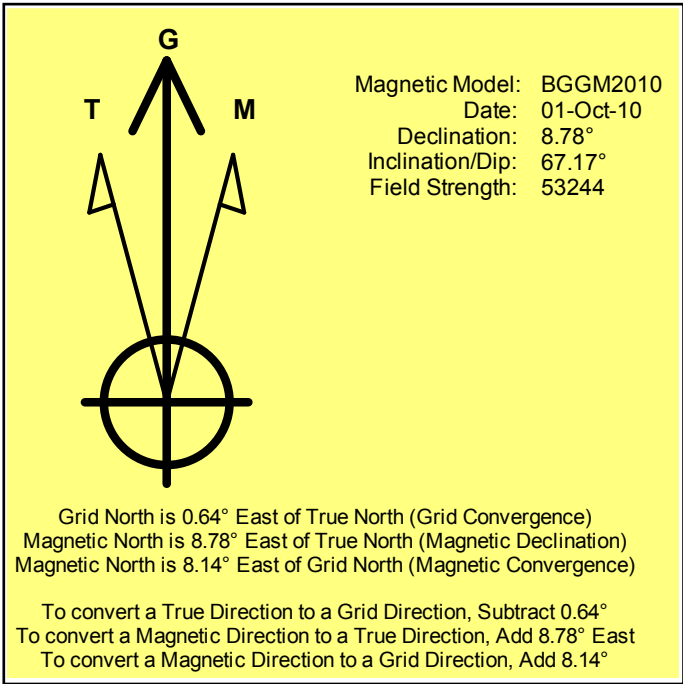 G
T
M
Magnetic Model: BGGM2010
Date: 01-Oct-10
Declination: 8.78°
Inclination/Dip: 67.17°
Field Strength: 53244
Grid North is 0.64° East of True North (Grid Convergence)
Magnetic North is 8.78° East of True North (Magnetic Declination)
Magnetic North is 8.14° East of Grid North (Magnetic Convergence)
To convert a True Direction to a Grid Direction, Subtract 0.64°
To convert a Magnetic Direction to a True Direction, Add 8.78° East
To convert a Magnetic Direction to a Grid Direction, Add 8.14°